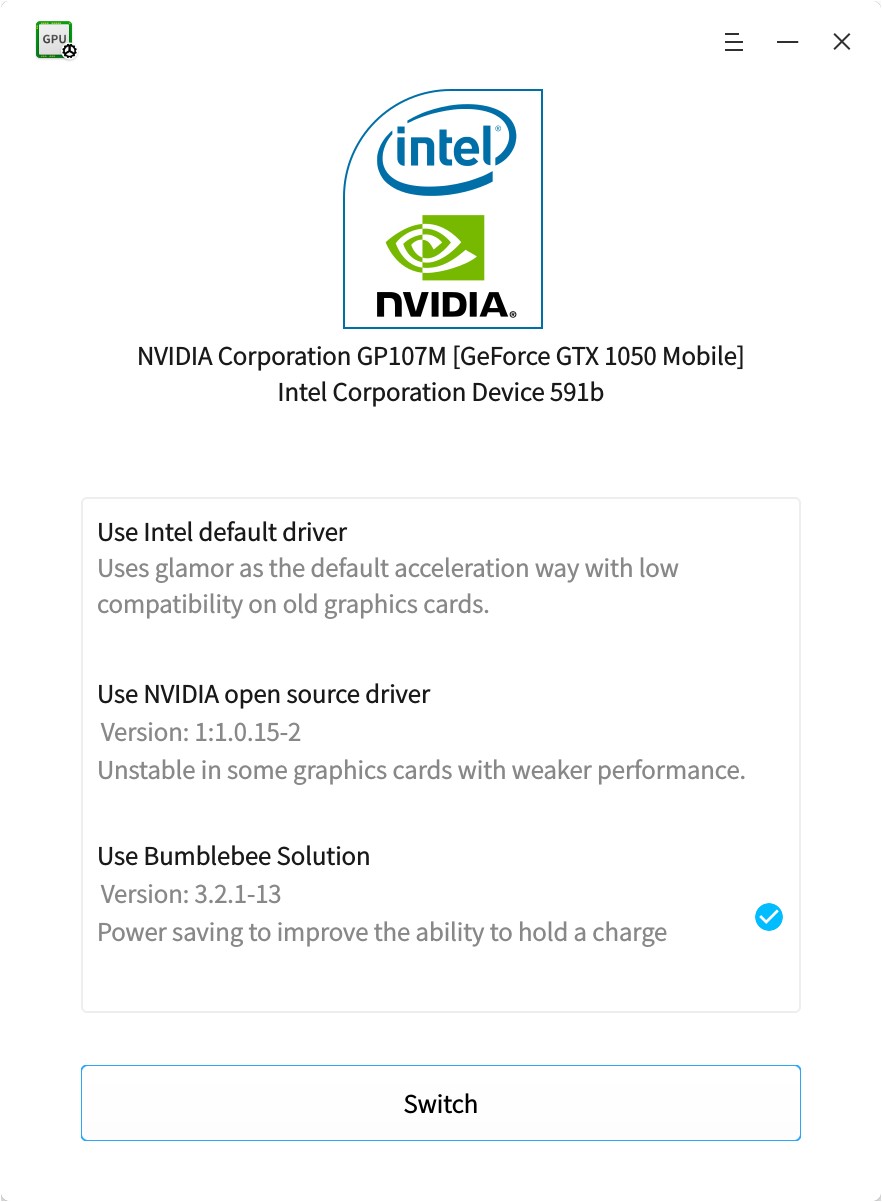 GPU
intel®
NVIDIA®
NVIDIA Corporation GP107M [GeForce GTX 1050 Mobile]
Intel Corporation Device 591b
Use Intel default driver
Uses glamor as the default acceleration way with low
compatibility on old graphics cards.
Use NVIDIA open source driver
Version: 1:1.0.15-2
Unstable in some graphics cards with weaker performance.
Use Bumblebee Solution
Version: 3.2.1-13
Power saving to improve the ability to hold a charge
Switch